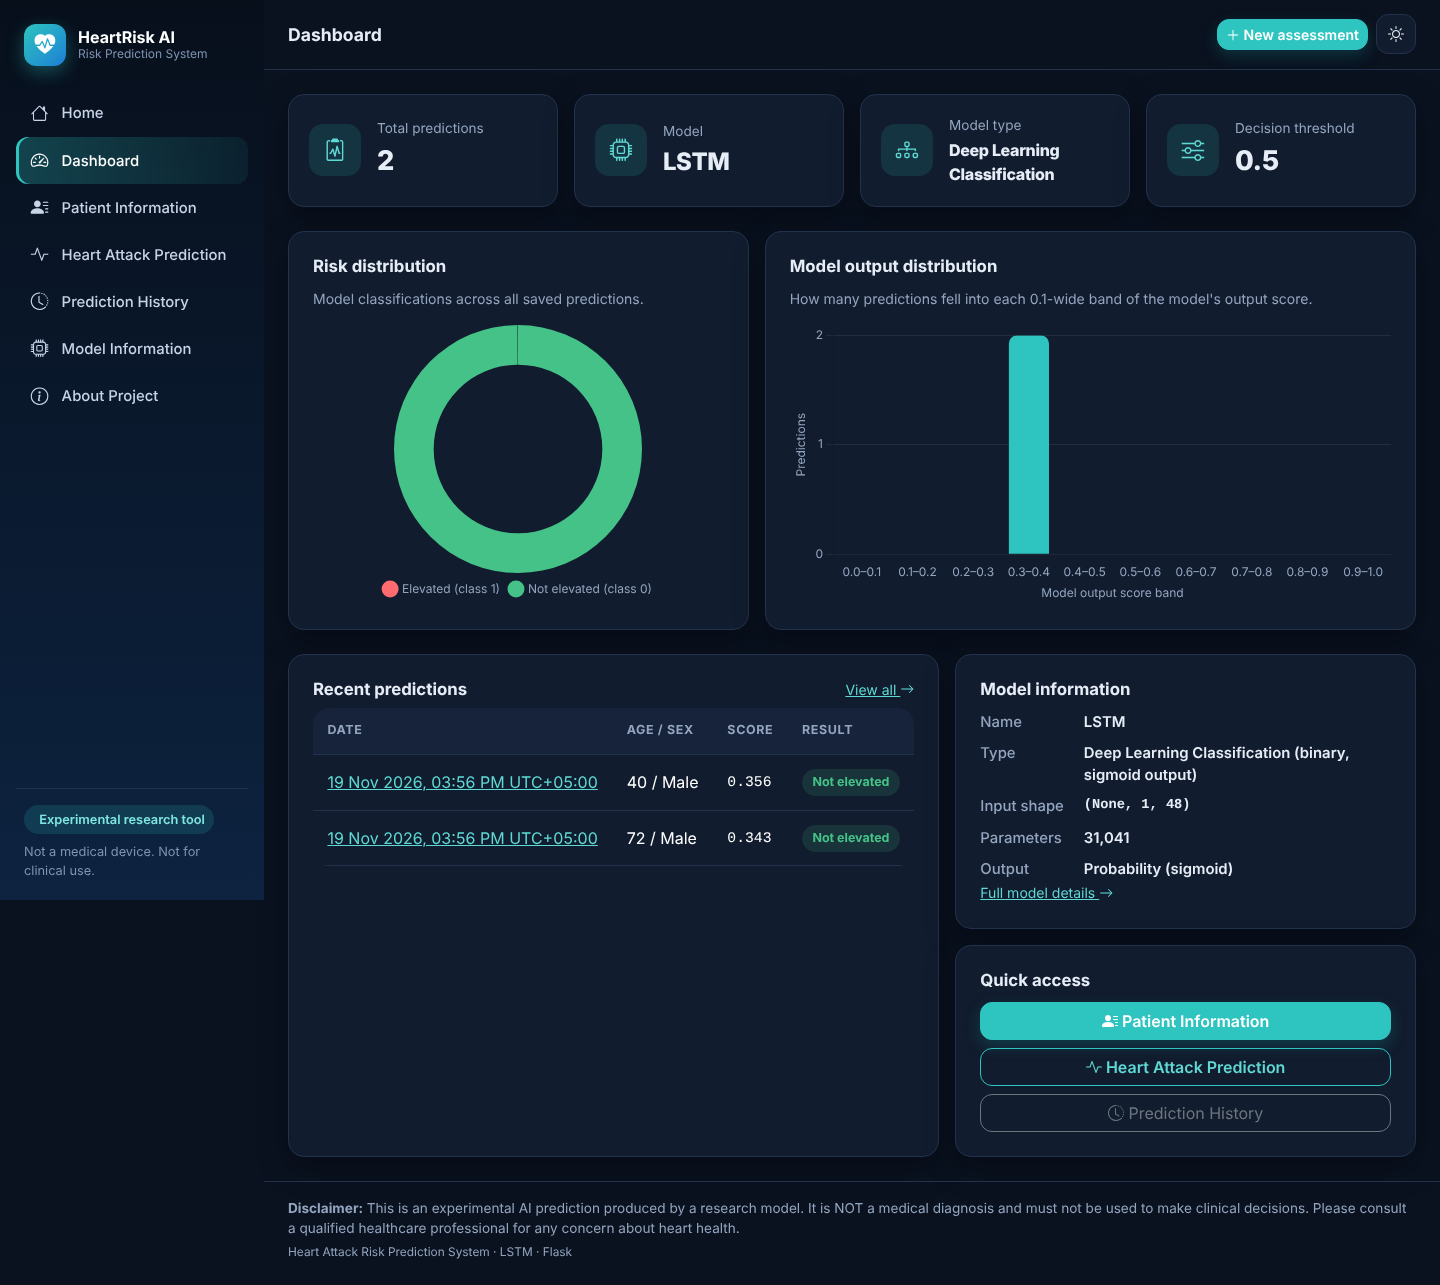 HeartRisk AI
Risk Prediction System
Home
Dashboard
Patient Information
Heart Attack Prediction
Prediction History
Model Information
About Project
Experimental research tool
Not a medical device. Not for
clinical use.
Dashboard
+ New assessment
Total predictions
2
Model
LSTM
Model type
Deep Learning
Classification
Decision threshold
0.5
Risk distribution
Model classifications across all saved predictions.
Elevated (class 1) Not elevated (class 0)
Model output distribution
How many predictions fell into each 0.1-wide band of the model's output score.
Predictions
2
1
0
0.0–0.1 0.1–0.2 0.2–0.3 0.3–0.4 0.4–0.5 0.5–0.6 0.6–0.7 0.7–0.8 0.8–0.9 0.9–1.0
Model output score band
Recent predictions
View all →
DATE AGE / SEX SCORE RESULT
19 Nov 2026, 03:56 PM UTC+05:00 40 / Male 0.356 Not elevated
19 Nov 2026, 03:56 PM UTC+05:00 72 / Male 0.343 Not elevated
Model information
Name LSTM
Type Deep Learning Classification (binary,
sigmoid output)
Input shape (None, 1, 48)
Parameters 31,041
Output Probability (sigmoid)
Full model details →
Quick access
Patient Information
Heart Attack Prediction
Prediction History
Disclaimer: This is an experimental AI prediction produced by a research model. It is NOT a medical diagnosis and must not be used to make clinical decisions. Please consult
a qualified healthcare professional for any concern about heart health.
Heart Attack Risk Prediction System · LSTM · Flask